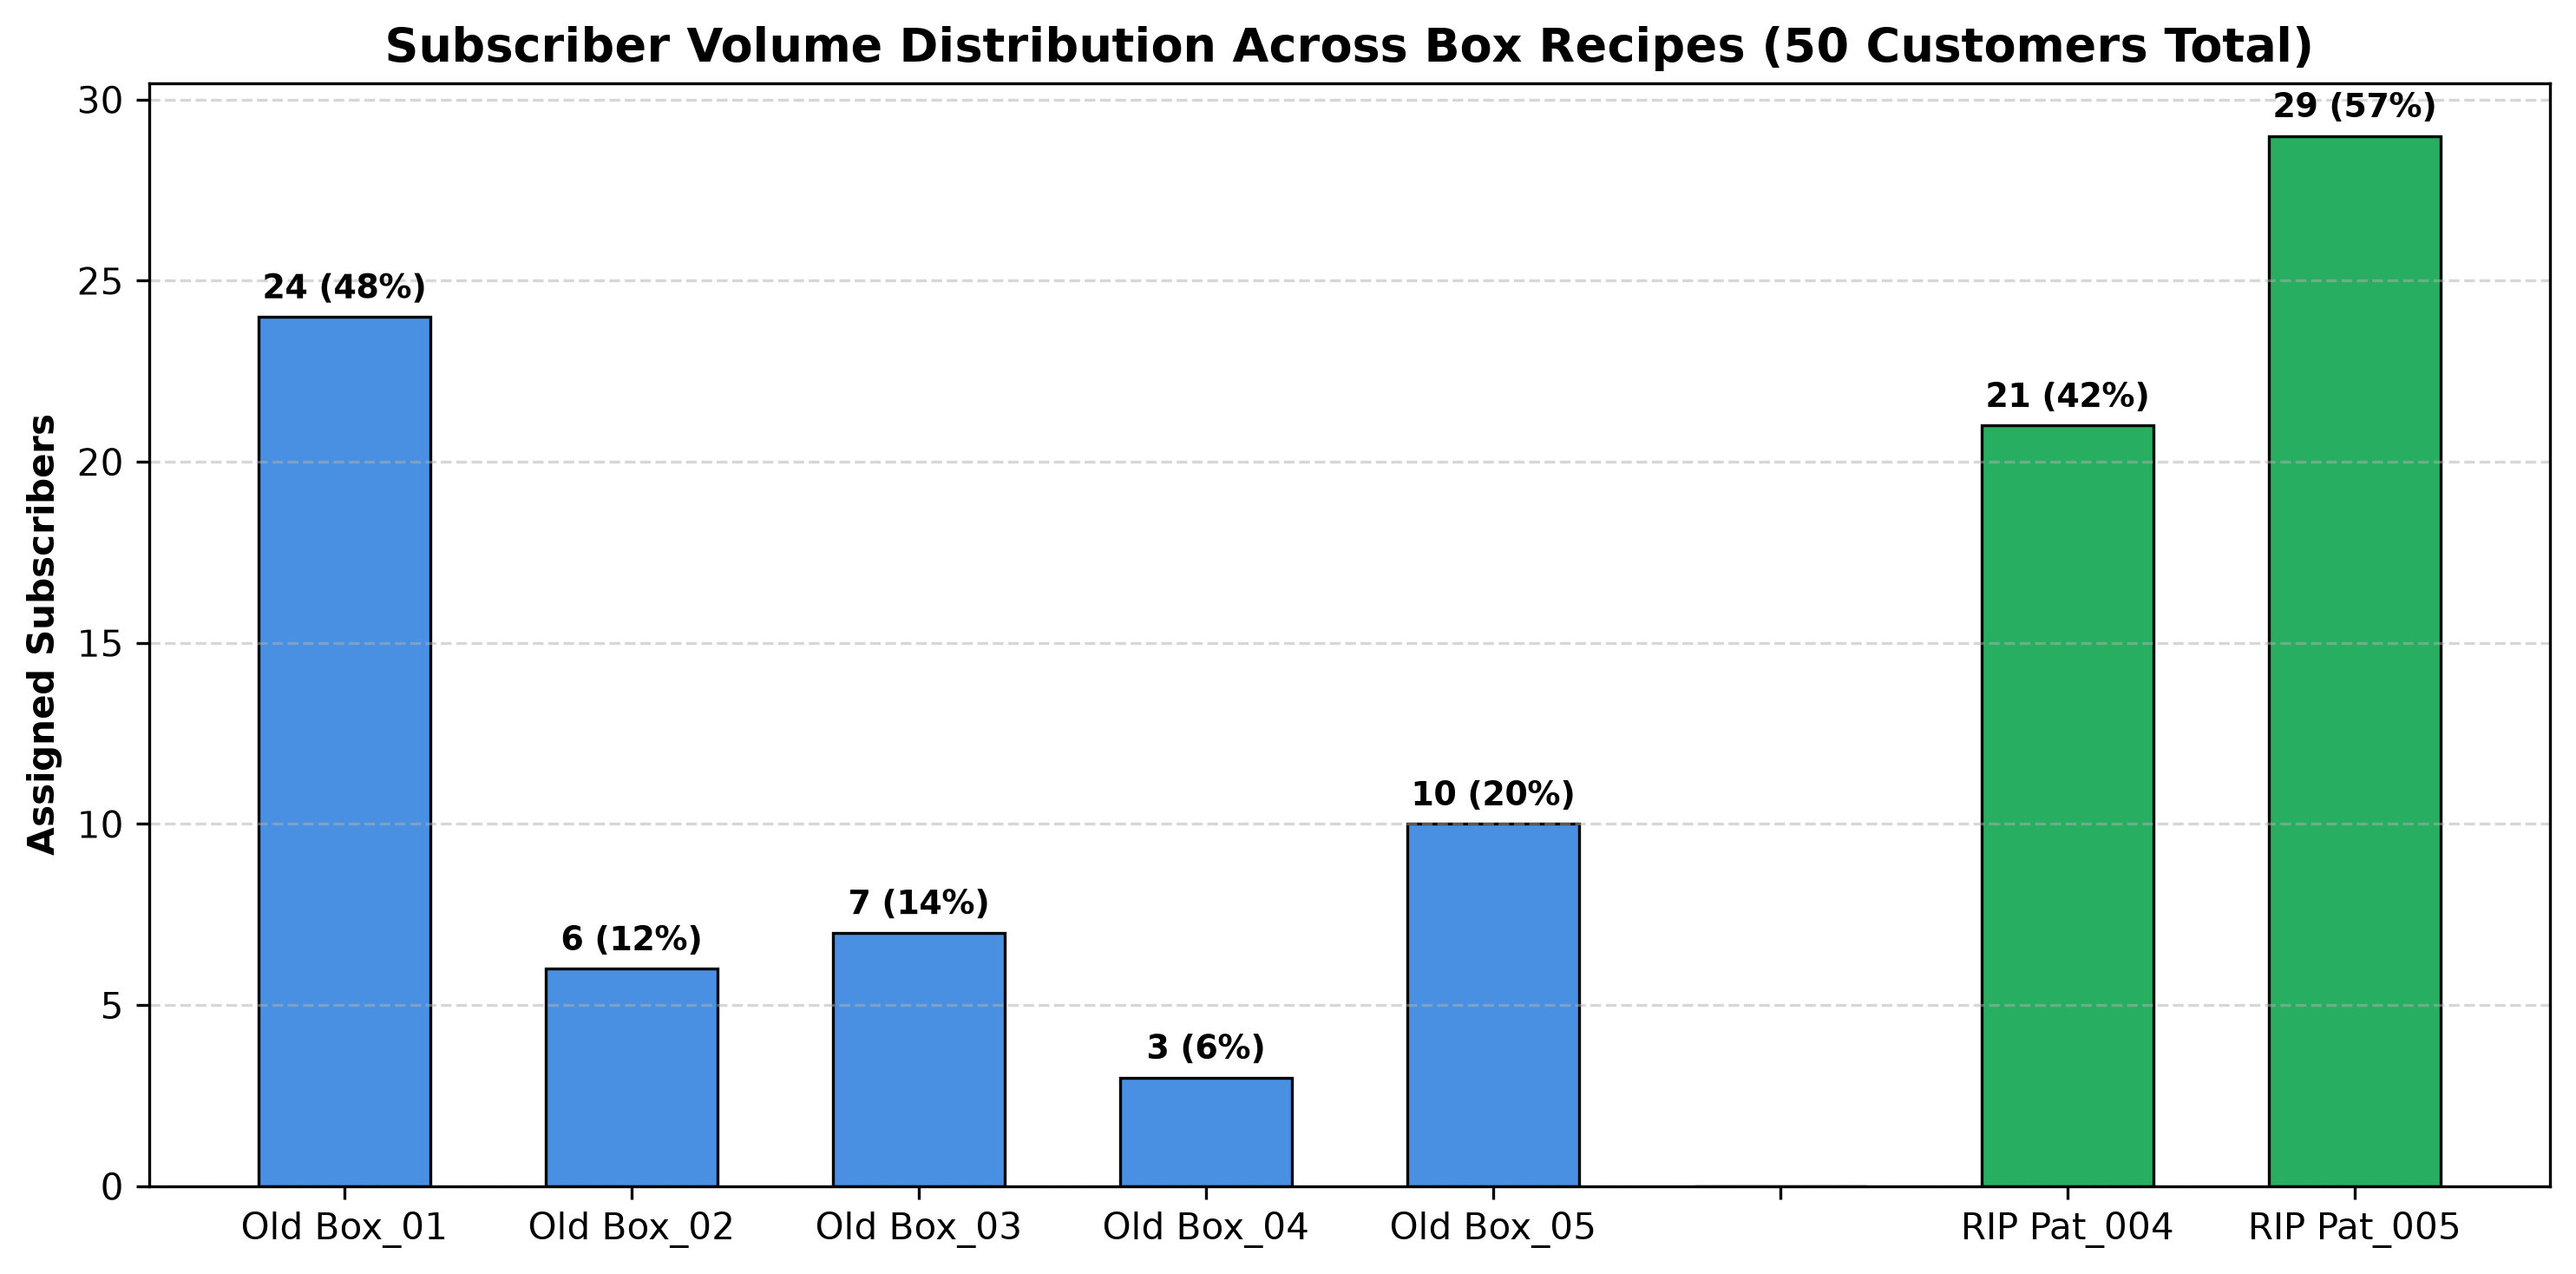 Subscriber Volume Distribution Across Box Recipes (50 Customers Total)
Assigned Subscribers
30
25
20
15
10
5
0
24 (48%)
6 (12%)
7 (14%)
3 (6%)
10 (20%)
21 (42%)
29 (57%)
Old Box_01
Old Box_02
Old Box_03
Old Box_04
Old Box_05
RIP Pat_004
RIP Pat_005